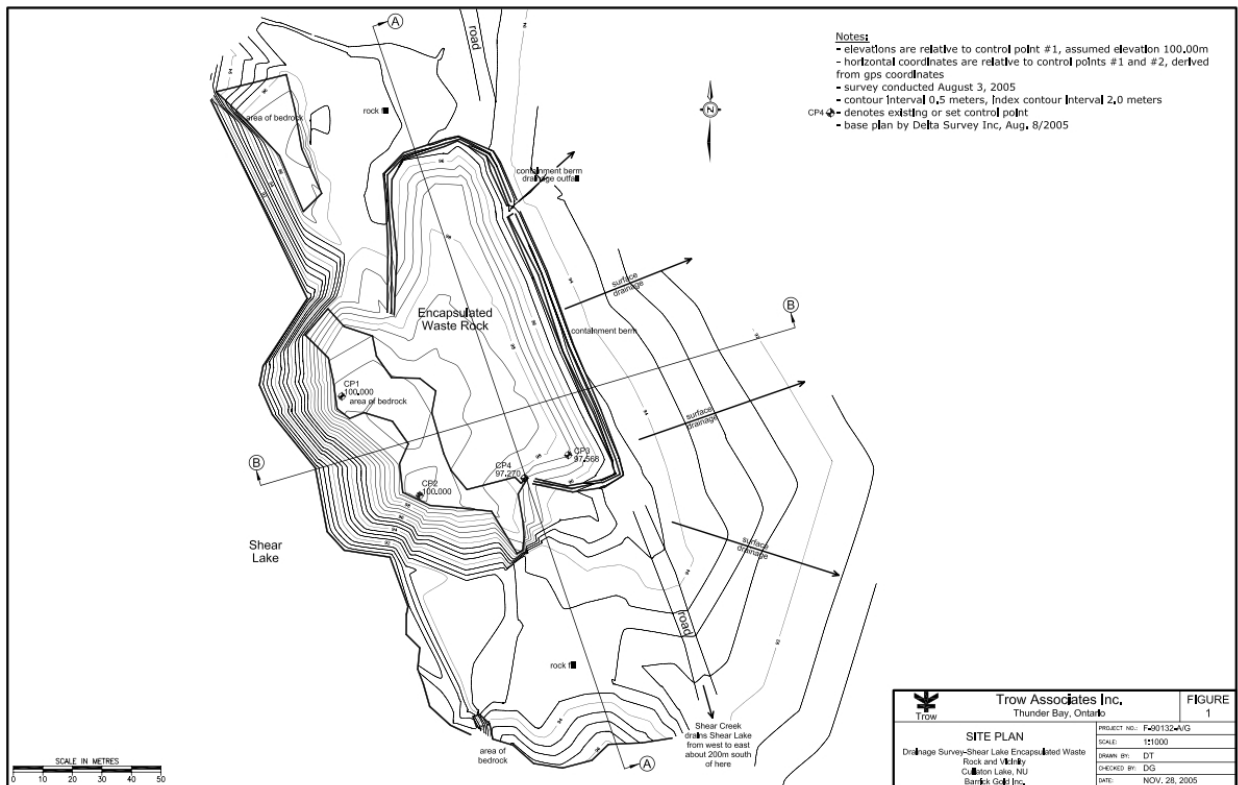 A
road
Notes:
- elevations are relative to control point #1, assumed elevation 100.00m
- horizontal coordinates are relative to control points #1 and #2, derived
from gps coordinates
- survey conducted August 3, 2005
- contour interval 0.5 meters, index contour interval 2.0 meters
CP4 - denotes existing or set control point
- base plan by Delta Survey Inc, Aug. 8/2005
N
rock fill
area of bedrock
containment berm
drainage outfall
surface
drainage
B
Encapsulated
Waste Rock
containment berm
CP1
100.000
area of bedrock
surface
drainage
CP3
97.568
CP4
97.270
B
CP2
100.000
Shear
Lake
surface
drainage
road
rock fill
Shear Creek
drains Shear Lake
from west to east
about 200m south
of here
area of
bedrock
A
SCALE IN METRES
0 10 20 30 40 50
Trow
Trow Associates Inc.
Thunder Bay, Ontario
FIGURE
1
SITE PLAN
Drainage Survey-Shear Lake Encapsulated Waste
Rock and Vicinity
Cullaton Lake, NU
Barrick Gold Inc.
PROJECT NO.: F-90132-A/G
SCALE: 1:1000
DRAWN BY: DT
CHECKED BY: DG
DATE: NOV. 28, 2005